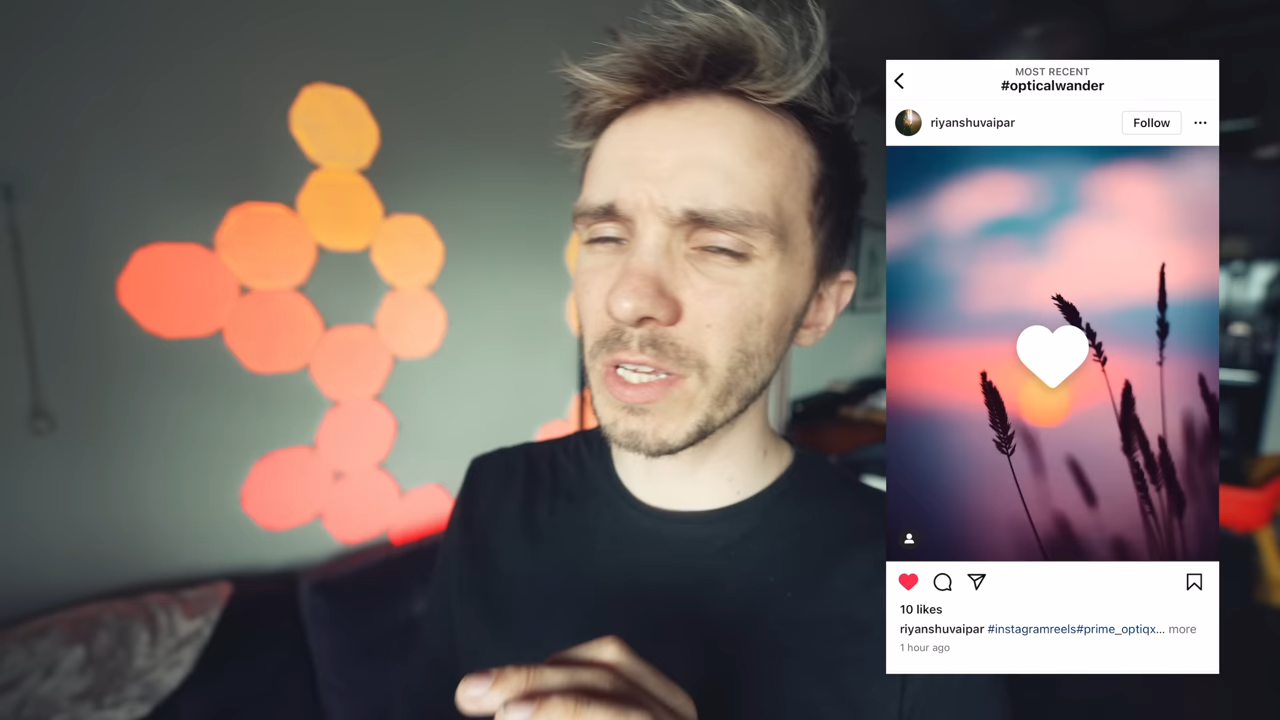 MOST RECENT
#opticalwander
riyanshuvaipar
Follow
10 likes
riyanshuvaipar #instagramreels#prime_optiqx... more
1 hour ago